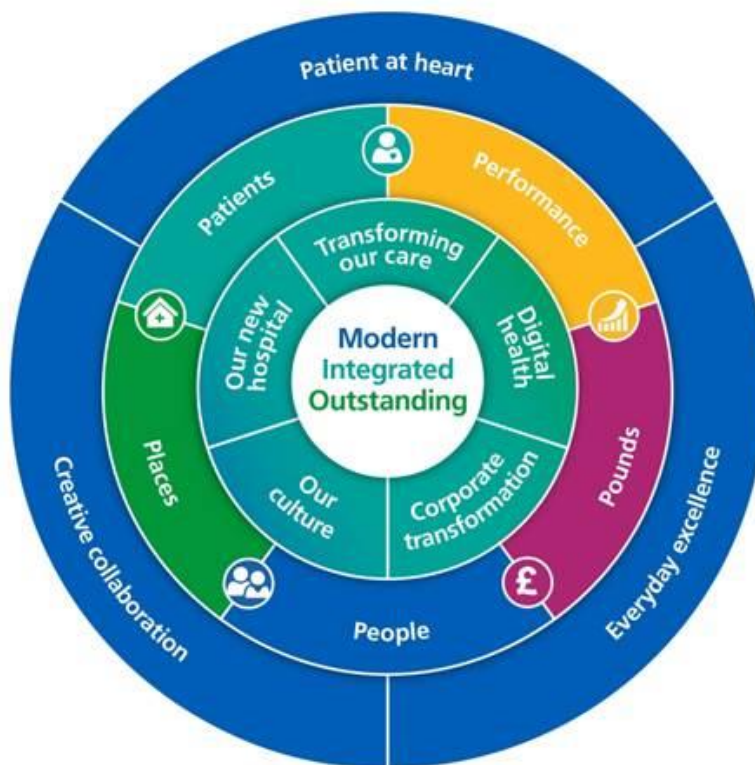 Patient at heart
Patients
Performance
Transforming
our care
Our new
hospital
Digital
health
Modern
Integrated
Outstanding
Places
Pounds
Our
culture
Corporate
transformation
Creative collaboration
Everyday excellence
£
People